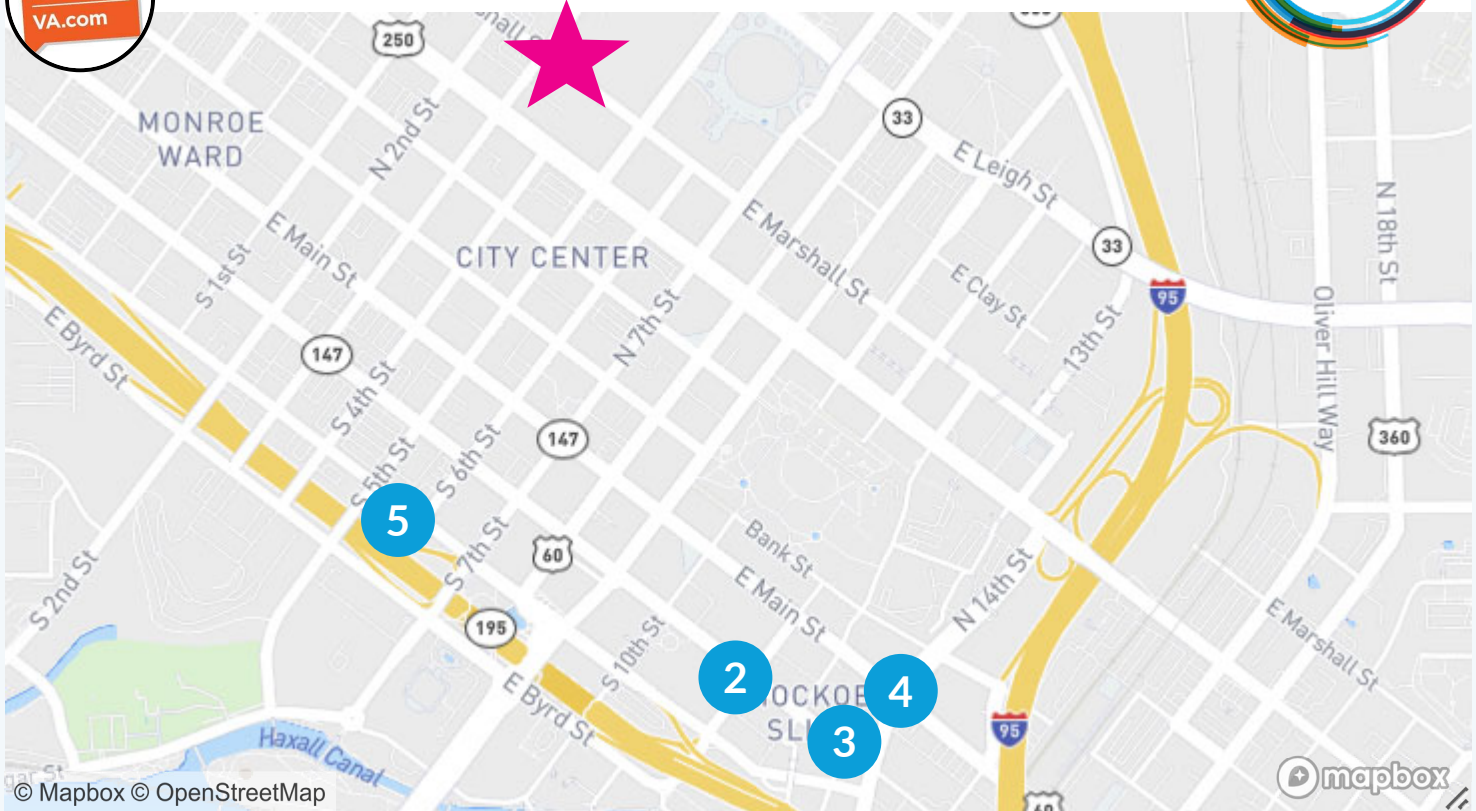 VA.com
250
MONROE
WARD
N 2nd St
33
E Leigh St
N 18th St
E Main St
CITY CENTER
E Marshall St
33
S 1st St
E Clay St
95
N 7th St
13th St
Oliver Hill Way
E Byrd St
147
S 4th St
147
360
S 5th St
S 6th St
5
S 7th St
60
Bank St
E Main St
N 14th St
S 2nd St
195
S 10th St
E Marshall St
2
4
3
E Byrd St
95
Haxall Canal
mapbox
© Mapbox © OpenStreetMap